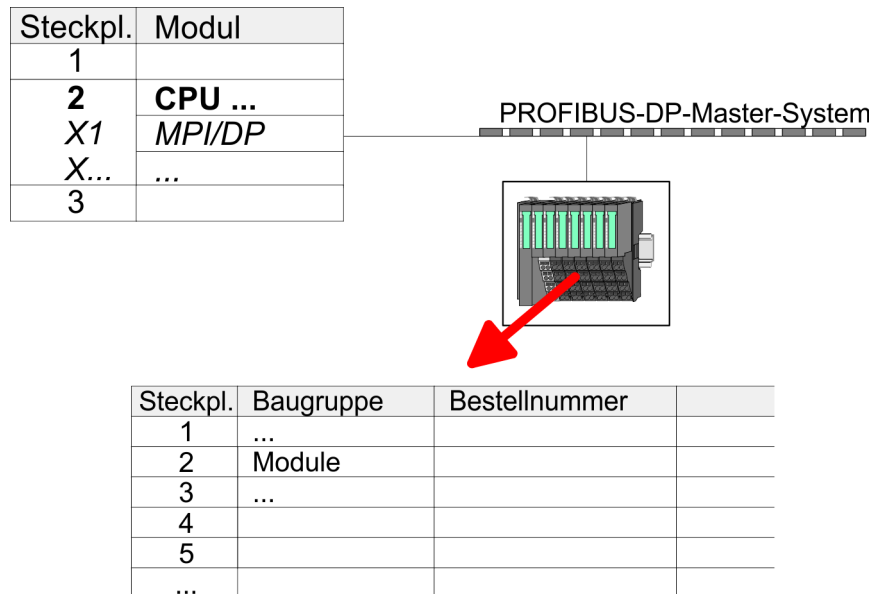 Steckpl. Modul
1
2 CPU ...
X1 MPI/DP
X... ...
3
PROFIBUS-DP-Master-System
Steckpl. Baugruppe Bestellnummer
1 ...
2 Module
3 ...
4
5
...